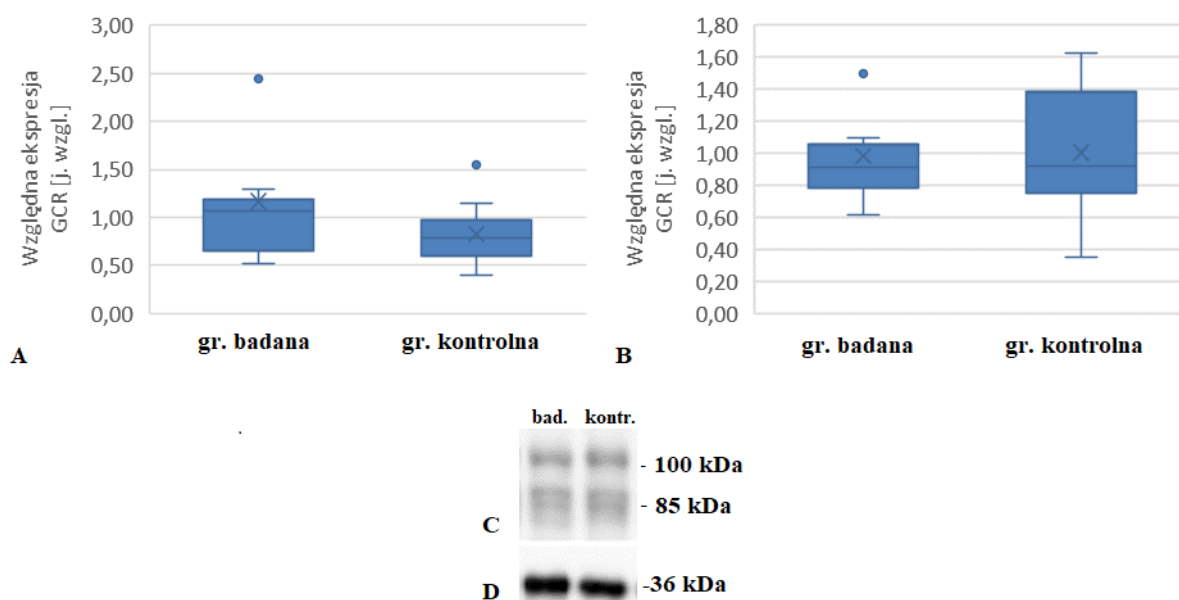 Względna ekspresja
GCR [j. wzgl.]
3,00
2,50
2,00
1,50
1,00
0,50
0,00
gr. badana
gr. kontrolna
A
Względna ekspresja
GCR [j. wzgl.]
1,80
1,60
1,40
1,20
1,00
0,80
0,60
0,40
0,20
0,00
gr. badana
gr. kontrolna
B
bad. kontr.
- 100 kDa
- 85 kDa
C
-36 kDa
D